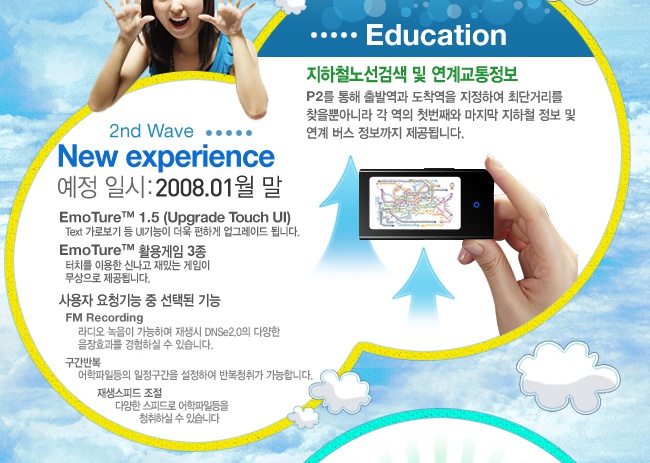 Education
지하철노선검색 및 연계교통정보
P2를 통해 출발역과 도착역을 지정하여 최단거리를
찾을뿐아니라 각 역의 첫번째와 마지막 지하철 정보 및
연계 버스 정보까지 제공됩니다.
2nd Wave
New experience
예정 일시: 2008.01월 말
EmoTure™ 1.5 (Upgrade Touch UI)
Text 가로보기 등 UI기능이 더욱 편하게 업그레이드 됩니다.
EmoTure™ 활용게임 3종
터치를 이용한 신나고 재밌는 게임이
무상으로 제공됩니다.
사용자 요청기능 중 선택된 기능
FM Recording
라디오 녹음이 가능하며 재생시 DNSe2.0의 다양한
음장효과를 경험하실 수 있습니다.
구간반복
어학파일등의 일정구간을 설정하여 반복청취가 가능합니다.
재생스피드 조절
다양한 스피드로 어학파일등을
청취하실 수 있습니다